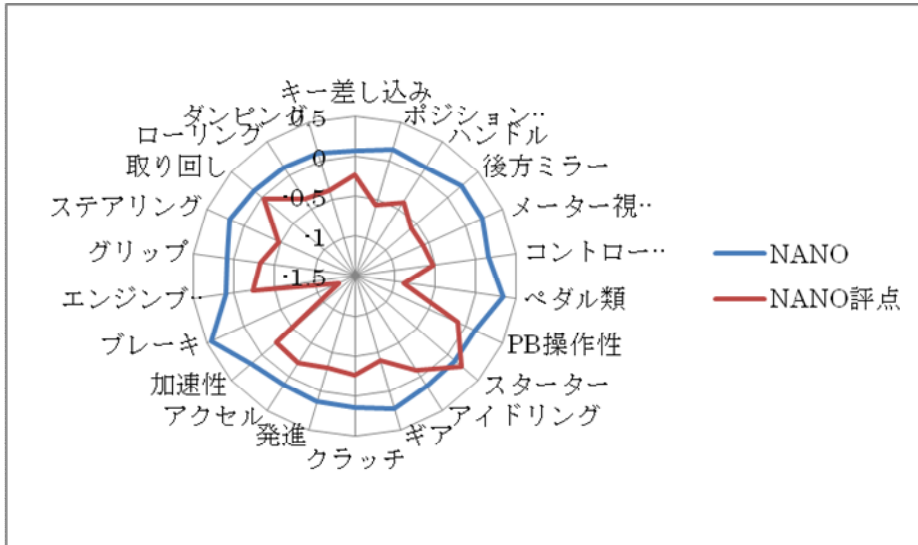 キー差し込み
ポジション…
ハンドル
後方ミラー
メーター視…
コントロー…
ペダル類
PB操作性
スターター
アイドリング
ギア
クラッチ
発進
アクセル
加速性
ブレーキ
エンジンブ…
グリップ
ステアリング
取り回し
ローリング
ダンピング
0.5
0
-0.5
-1
-1.5
NANO
NANO評点